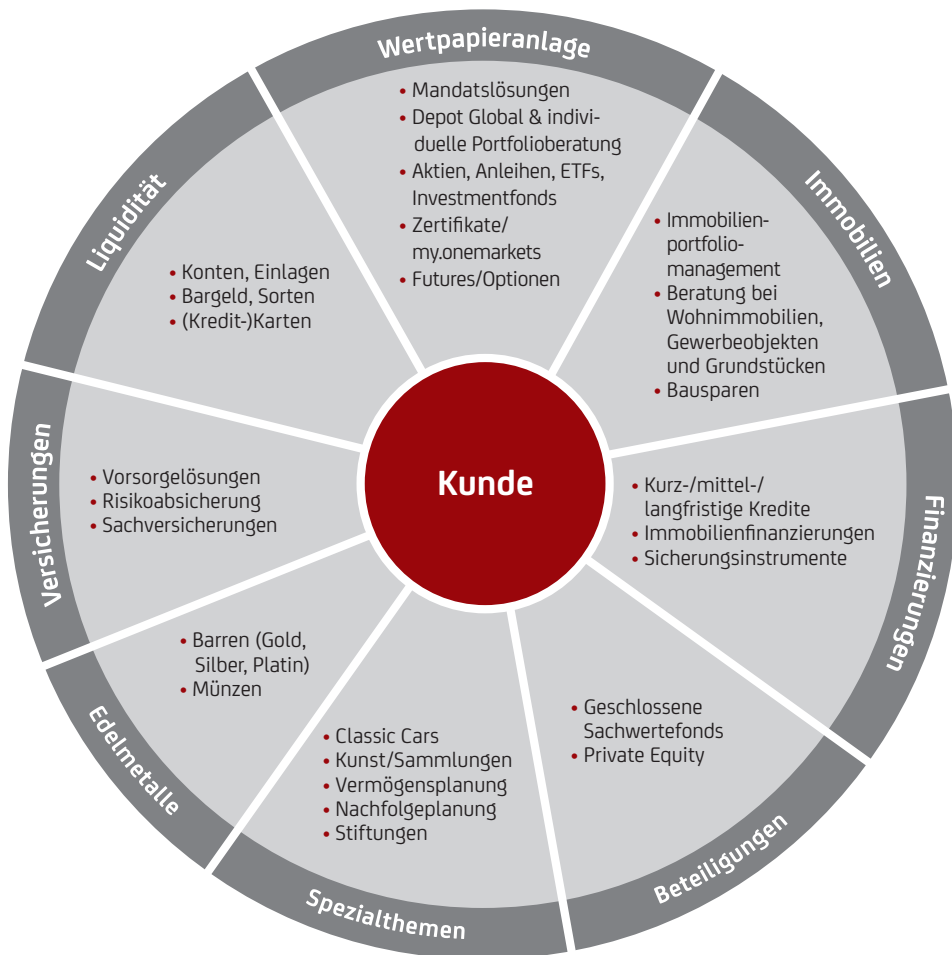 Wertpapieranlage
• Mandatslösungen
• Depot Global & indivi-
duelle Portfolioberatung
• Aktien, Anleihen, ETFs,
Investmentfonds
• Zertifikate/
my.onemarkets
• Futures/Optionen
Immobilien
• Immobilien-
portfolio-
management
• Beratung bei
Wohnimmobilien,
Gewerbeobjekten
und Grundstücken
• Bausparen
Finanzierungen
• Kurz-/mittel-/
langfristige Kredite
• Immobilienfinanzierungen
• Sicherungsinstrumente
Beteiligungen
• Geschlossene
Sachwertefonds
• Private Equity
Spezialthemen
• Classic Cars
• Kunst/Sammlungen
• Vermögensplanung
• Nachfolgeplanung
• Stiftungen
Edelmetalle
• Barren (Gold,
Silber, Platin)
• Münzen
Versicherungen
• Vorsorgelösungen
• Risikoabsicherung
• Sachversicherungen
Liquidität
• Konten, Einlagen
• Bargeld, Sorten
• (Kredit-)Karten
Kunde